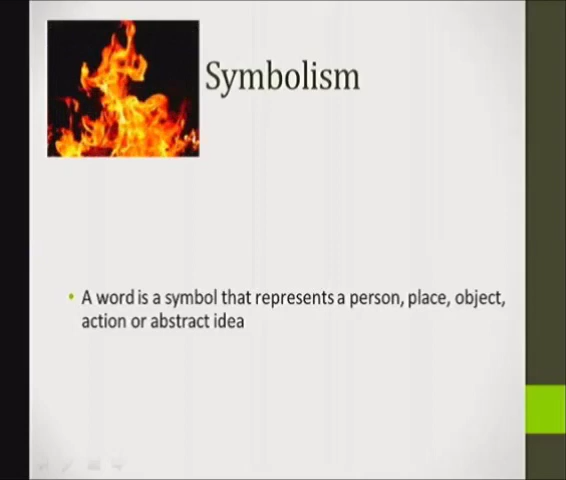 Symbolism
• A word is a symbol that represents a person, place, object,
action or abstract idea